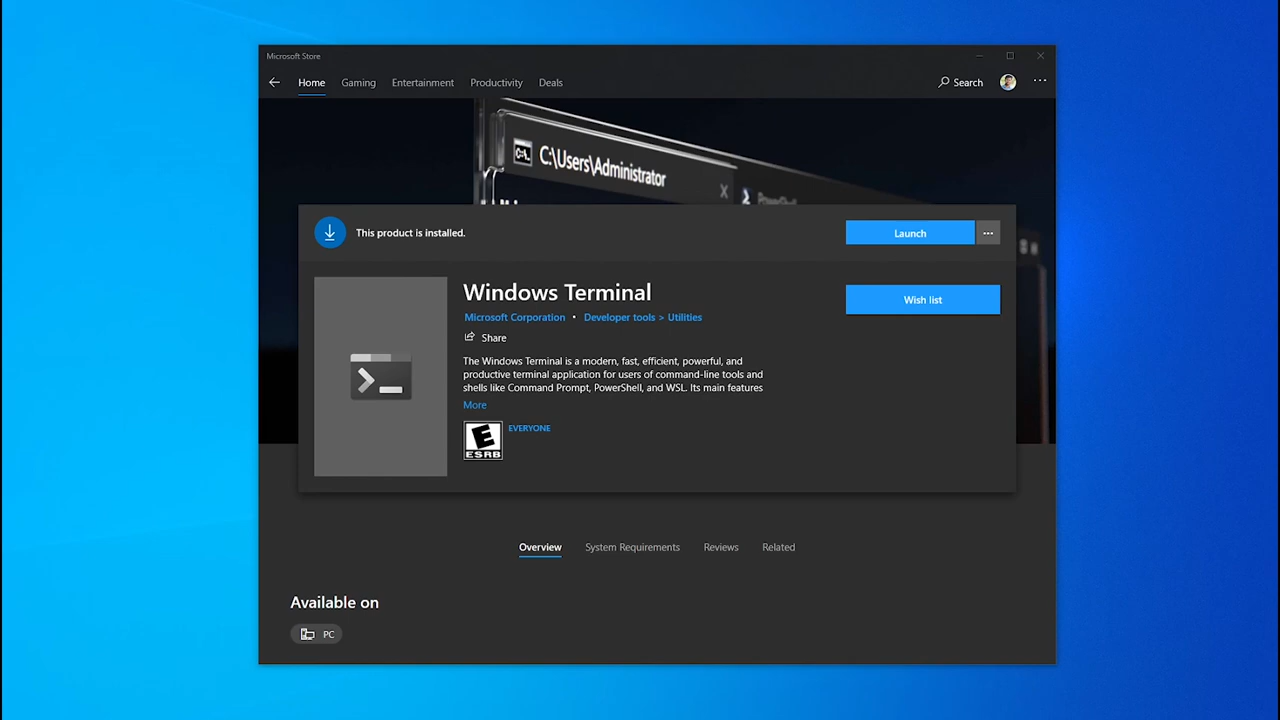 Microsoft Store
Home Gaming Entertainment Productivity Deals Search
C:\Users\Administrator
PowerShell
This product is installed. Launch
Windows Terminal Wish list
Microsoft Corporation • Developer tools > Utilities
Share
The Windows Terminal is a modern, fast, efficient, powerful, and
productive terminal application for users of command-line tools and
shells like Command Prompt, PowerShell, and WSL. Its main features
More
E EVERYONE
ESRB
Overview System Requirements Reviews Related
Available on
PC